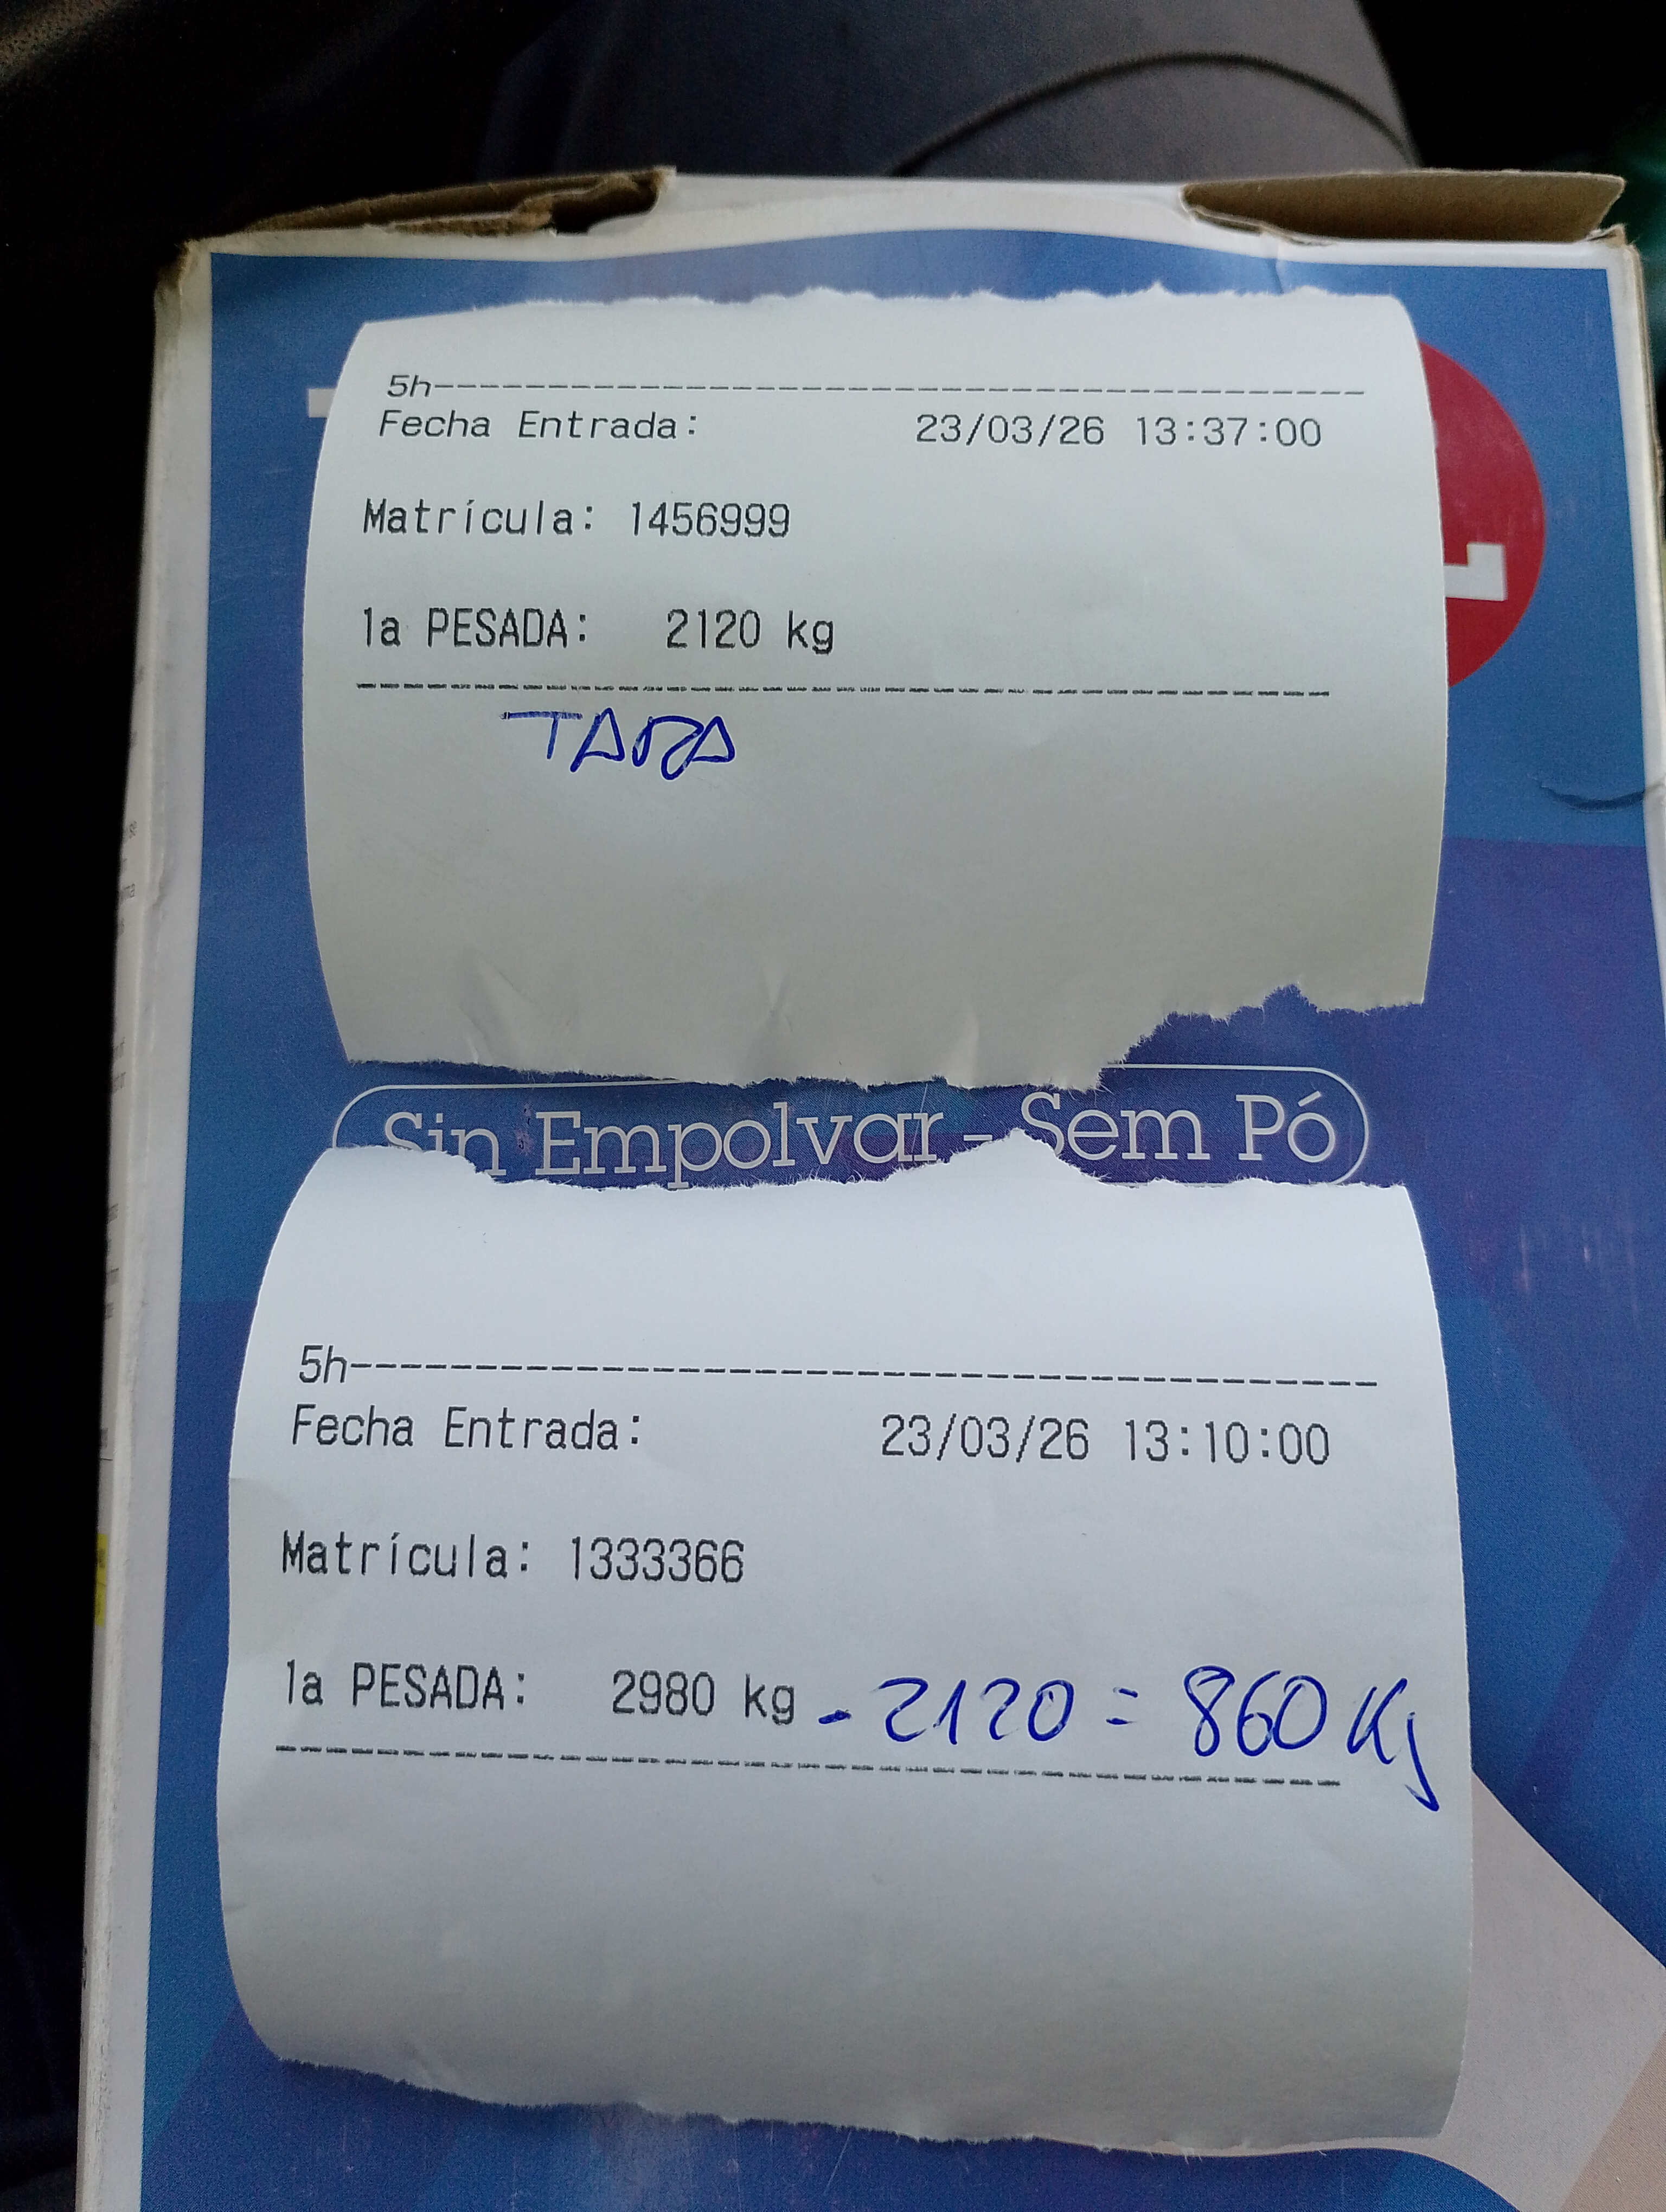 5h----------------------------------------
Fecha Entrada: 23/03/26 13:37:00
Matrícula: 1456999
1a PESADA: 2120 kg
TARA
Sin Empolvar - Sem Pó
5h----------------------------------------
Fecha Entrada: 23/03/26 13:10:00
Matrícula: 1333366
1a PESADA: 2980 kg - 2120 = 860 Kg